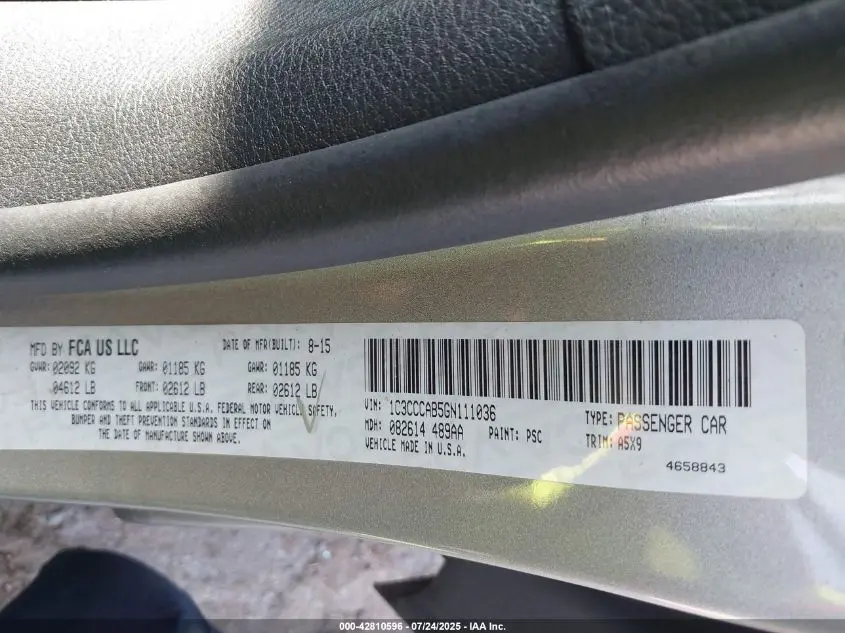 MFD BY FCA US LLC
DATE OF MFR(BUILT): 8-15
GVWR: 02092 KG GAWR: 01185 KG GAWR: 01185 KG
04612 LB FRONT: 02612 LB REAR: 02612 LB
THIS VEHICLE CONFORMS TO ALL APPLICABLE U.S.A. FEDERAL MOTOR VEHICLE SAFETY,
BUMPER AND THEFT PREVENTION STANDARDS IN EFFECT ON
THE DATE OF MANUFACTURE SHOWN ABOVE.
VIN: 1C3CCCAB5GN111036 TYPE: PASSENGER CAR
MDH: 082614 489AA PAINT: PSC TRIM: A5X9
VEHICLE MADE IN U.S.A.
4658843
000-42810596 - 07/24/2025 - IAA Inc.